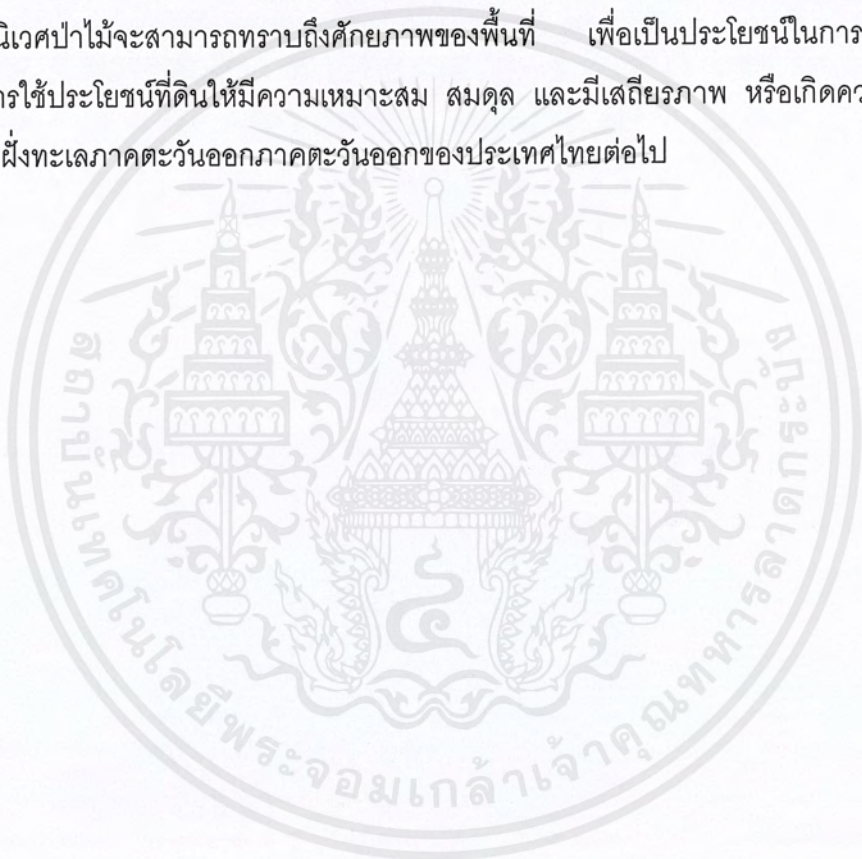 นิเวศป่าไม้จะสามารถทราบถึงศักยภาพของพื้นที่ เพื่อเป็นประโยชน์ในการ
ารใช้ประโยชน์ที่ดินให้มีความเหมาะสม สมดุล และมีเสถียรภาพ หรือเกิดคว
ฝั่งทะเลภาคตะวันออกภาคตะวันออกของประเทศไทยต่อไป
สถาบันเทคโนโลยีพระจอมเกล้าเจ้าคุณทหารลาดกระบัง
๔